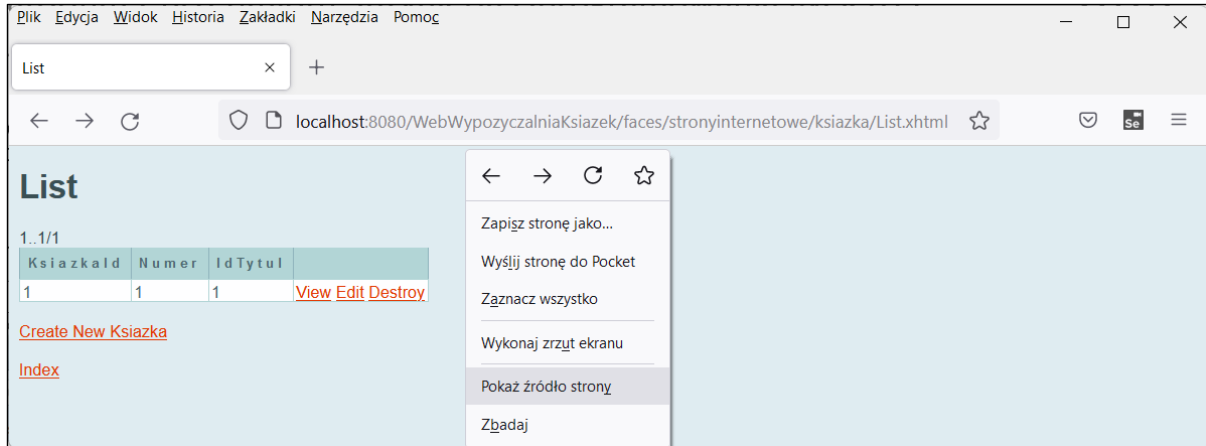 Plik Edycja Widok Historia Zakładki Narzędzia Pomoc
List
localhost:8080/WebWypozyczalniaKsiazek/faces/stronyinternetowe/ksiazka/List.xhtml
Se
List
1..1/1
KsiazkaId Numer IdTytul
1 1 1 View Edit Destroy
Create New Ksiazka
Index
Zapisz stronę jako...
Wyślij stronę do Pocket
Zaznacz wszystko
Wykonaj zrzut ekranu
Pokaż źródło strony
Zbadaj